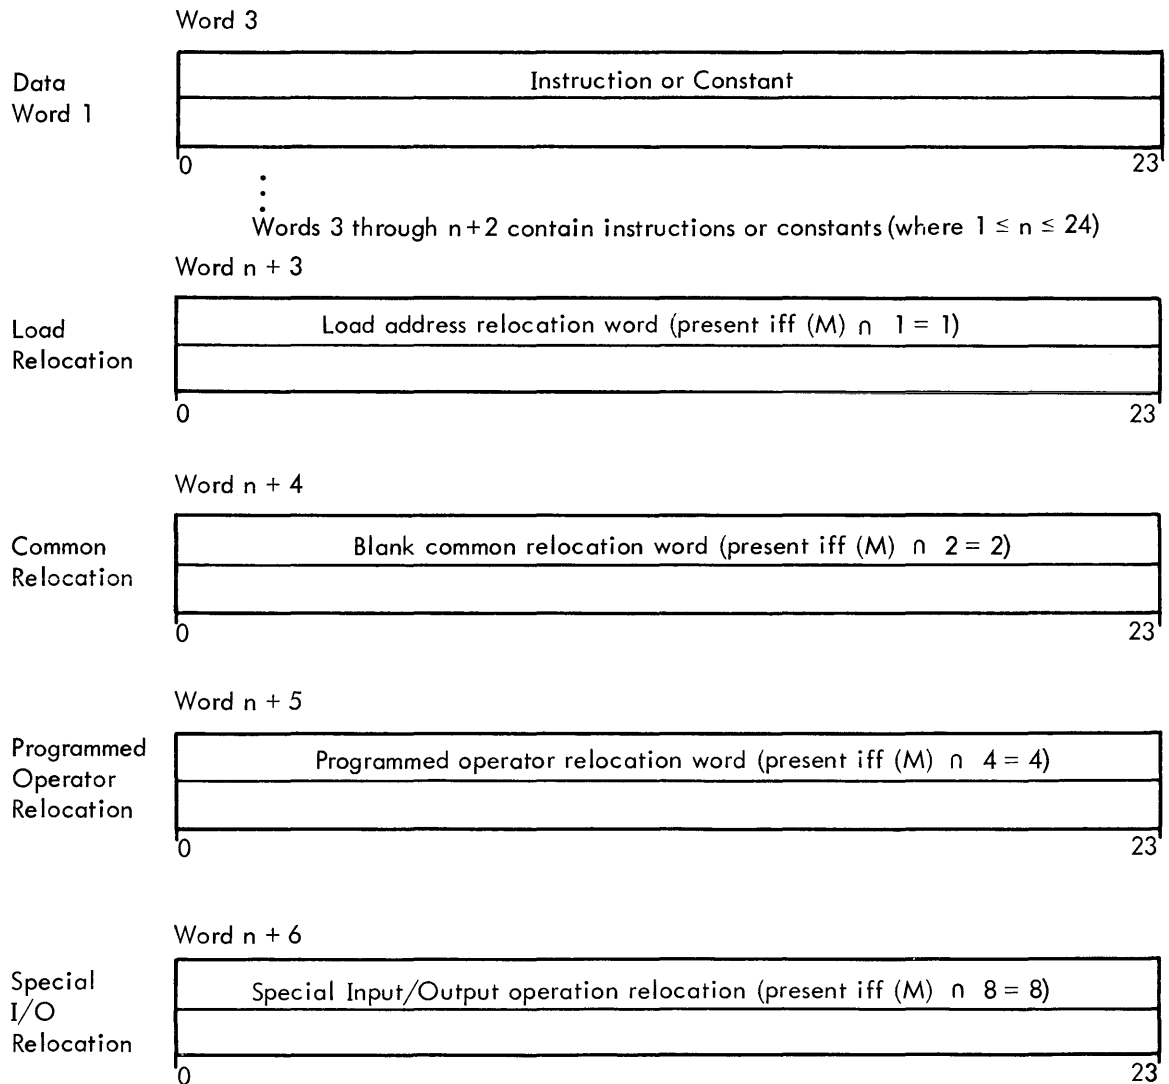 Word 3
Data
Word 1
Instruction or Constant
0
23
Words 3 through n+2 contain instructions or constants (where 1 ≤ n ≤ 24)
Word n + 3
Load
Relocation
Load address relocation word (present iff (M) ∩ 1 = 1)
0
23
Word n + 4
Common
Relocation
Blank common relocation word (present iff (M) ∩ 2 = 2)
0
23
Word n + 5
Programmed
Operator
Relocation
Programmed operator relocation word (present iff (M) ∩ 4 = 4)
0
23
Word n + 6
Special
I/O
Relocation
Special Input/Output operation relocation (present iff (M) ∩ 8 = 8)
0
23